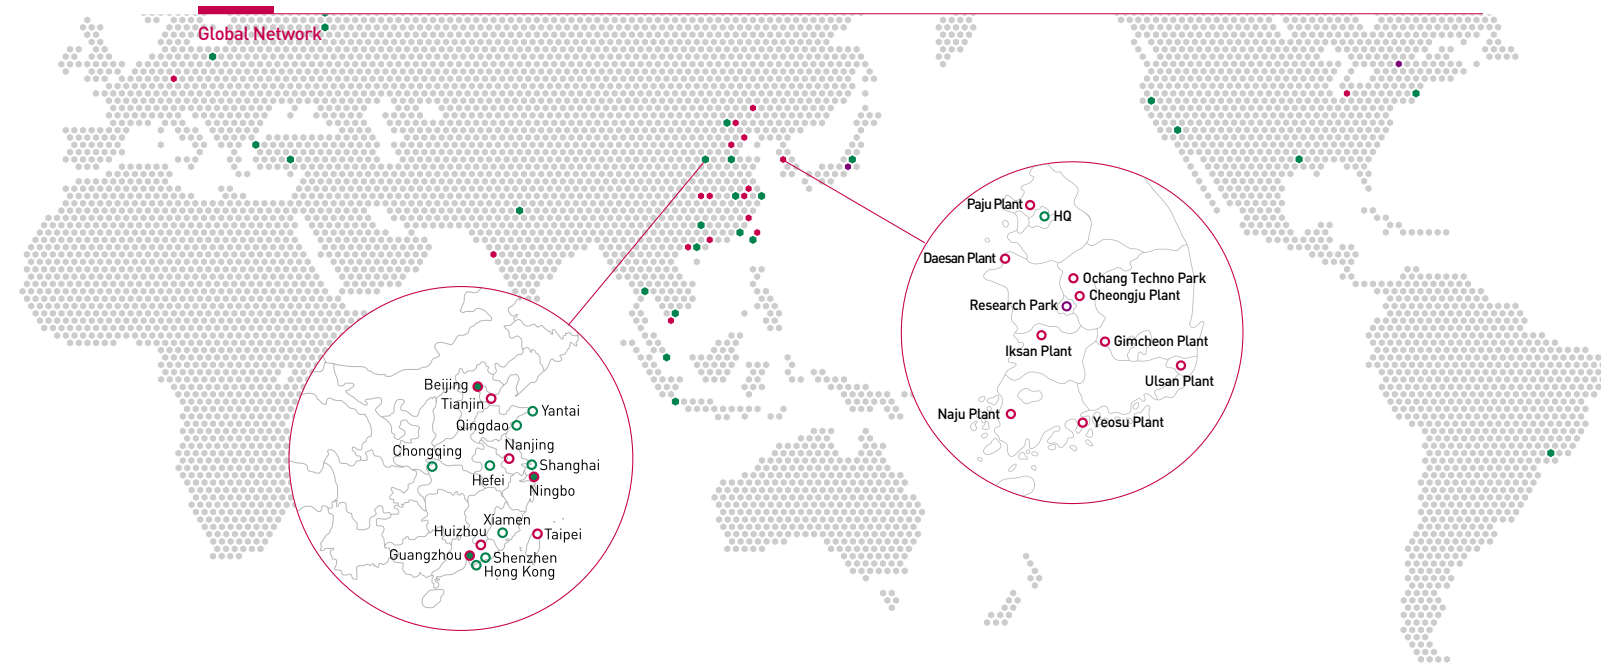 Global Network
Paju Plant
HQ
Daesan Plant
Ochang Techno Park
Cheongju Plant
Research Park
Iksan Plant
Gimcheon Plant
Ulsan Plant
Naju Plant
Yeosu Plant
Beijing
Tianjin
Yantai
Qingdao
Nanjing
Chongqing
Shanghai
Hefei
Ningbo
Xiamen
Huizhou
Taipei
Guangzhou
Shenzhen
Hong Kong